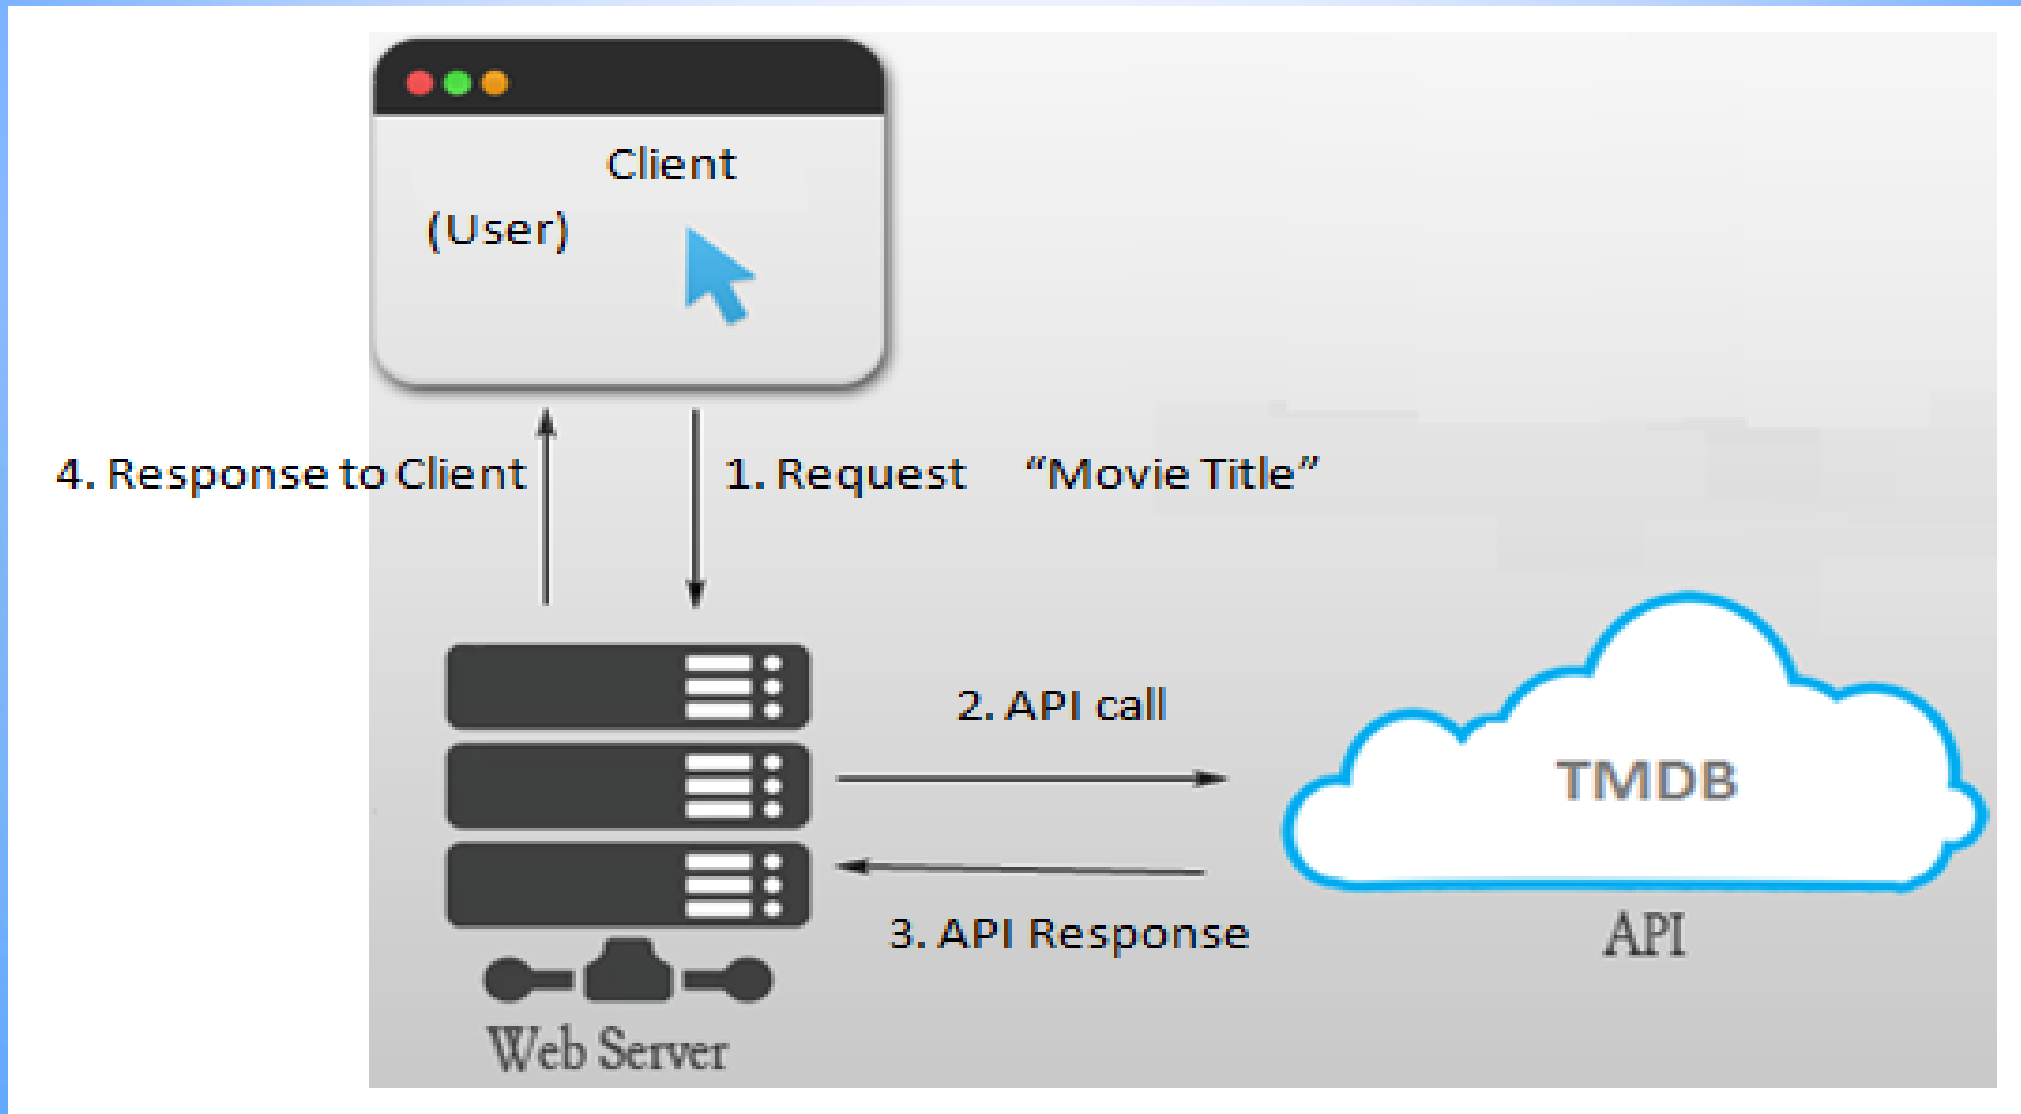 Client
(User)
4. Response to Client
1. Request "Movie Title"
2. API call
TMDB
3. API Response
API
Web Server